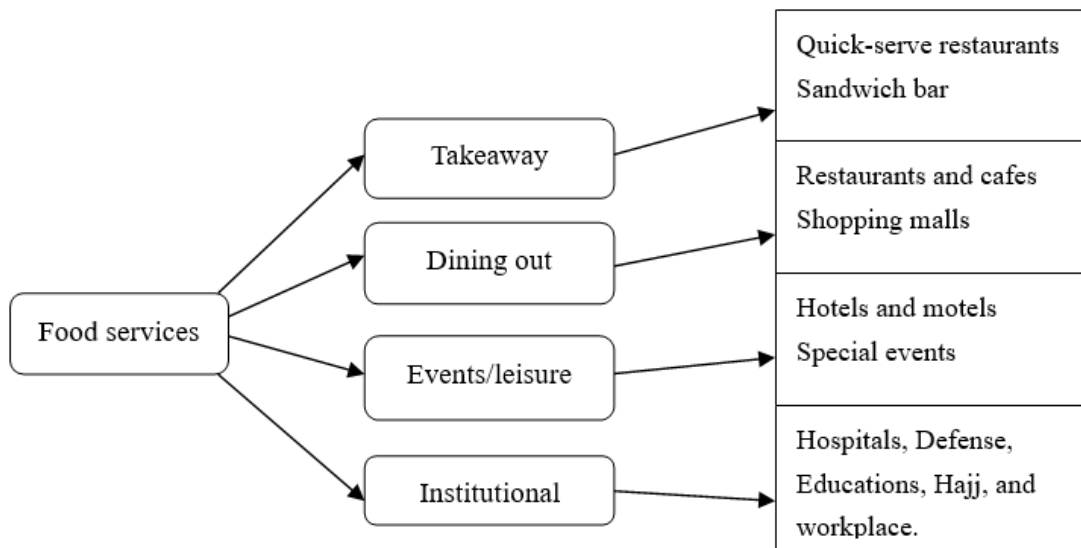 Food services
Takeaway
Dining out
Events/leisure
Institutional
Quick-serve restaurants
Sandwich bar
Restaurants and cafes
Shopping malls
Hotels and motels
Special events
Hospitals, Defense,
Educations, Hajj, and
workplace.